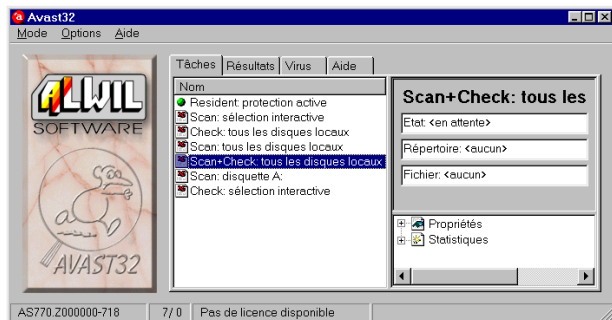 Avast32
Mode Options Aide
ALWIL
SOFTWARE
AVAST32
Tâches Résultats Virus Aide
Nom
Resident: protection active
Scan: sélection interactive
Check: tous les disques locaux
Scan: tous les disques locaux
Scan+Check: tous les disques locaux
Scan: disquette A:
Check: sélection interactive
Scan+Check: tous les
Etat: <en attente>
Répertoire: <aucun>
Fichier: <aucun>
Propriétés
Statistiques
AS770.Z000000-718 7/ 0 Pas de licence disponible